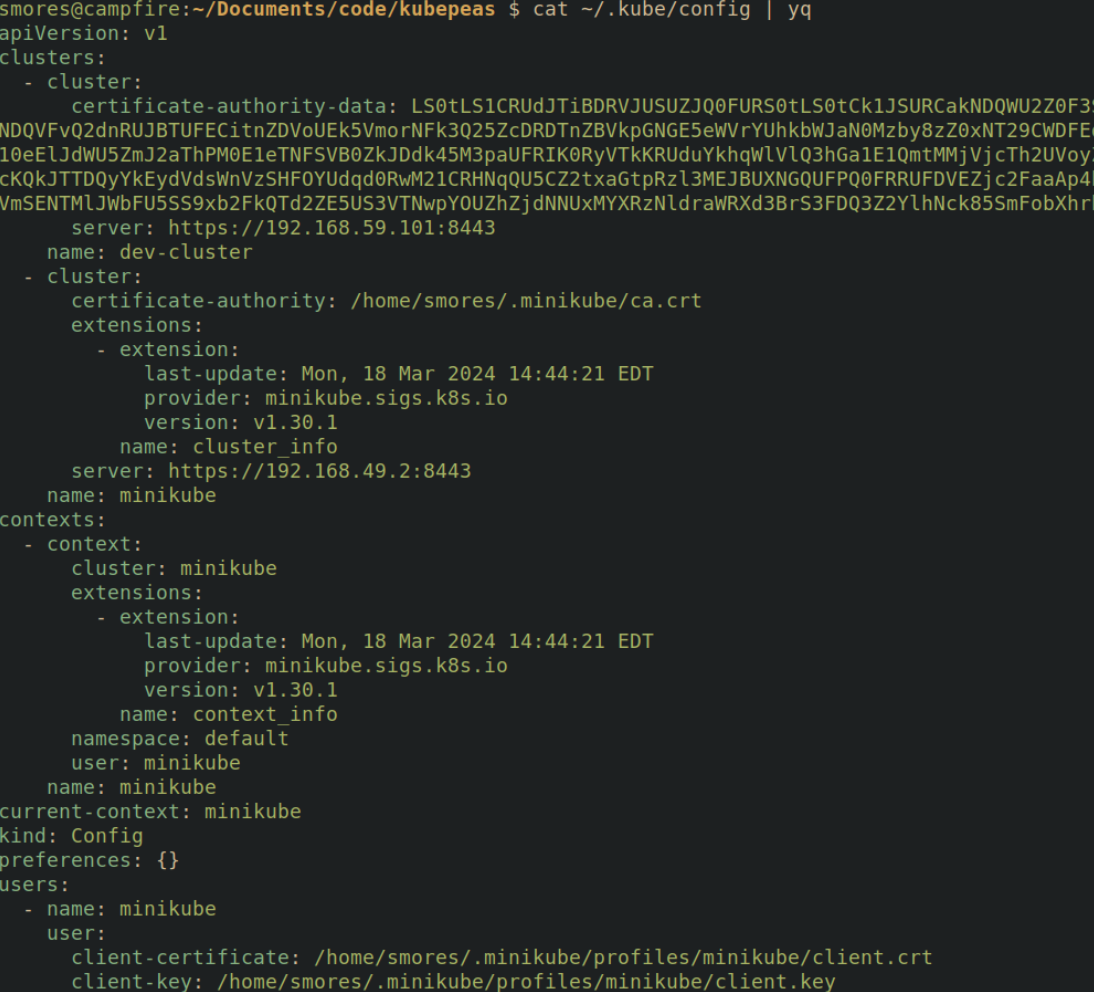 smores@campfire:~/Documents/code/kubepeas $ cat ~/.kube/config | yq
apiVersion: v1
clusters:
  - cluster:
      certificate-authority-data:
      server: https://192.168.59.101:8443
    name: dev-cluster
  - cluster:
      certificate-authority: /home/smores/.minikube/ca.crt
      extensions:
        - extension:
            last-update: Mon, 18 Mar 2024 14:44:21 EDT
            provider: minikube.sigs.k8s.io
            version: v1.30.1
          name: cluster_info
      server: https://192.168.49.2:8443
    name: minikube
contexts:
  - context:
      cluster: minikube
      extensions:
        - extension:
            last-update: Mon, 18 Mar 2024 14:44:21 EDT
            provider: minikube.sigs.k8s.io
            version: v1.30.1
          name: context_info
      namespace: default
      user: minikube
    name: minikube
current-context: minikube
kind: Config
preferences: {}
users:
  - name: minikube
    user:
      client-certificate: /home/smores/.minikube/profiles/minikube/client.crt
      client-key: /home/smores/.minikube/profiles/minikube/client.key